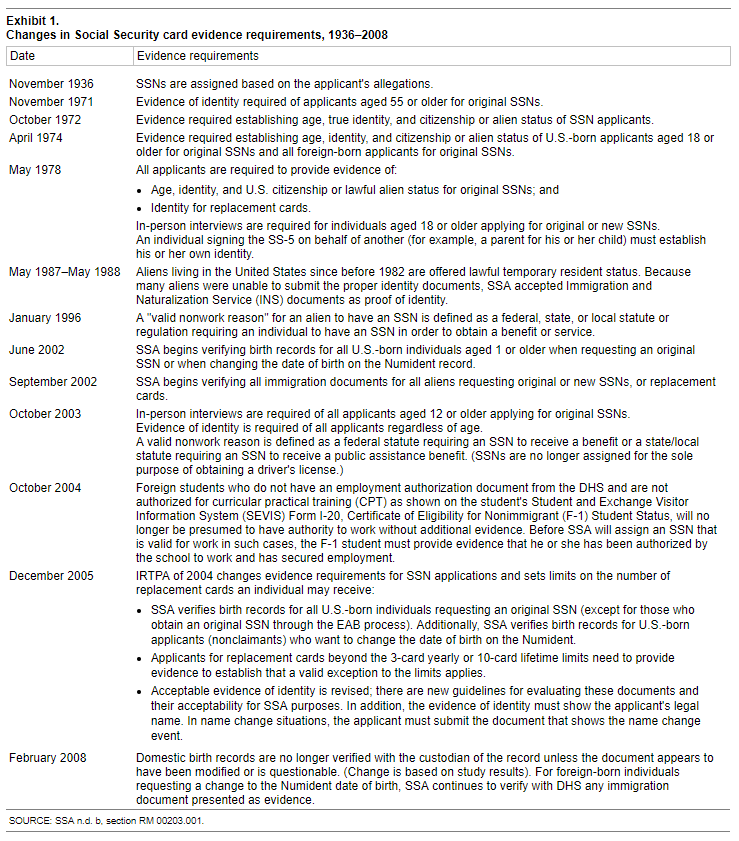 Exhibit 1.
Changes in Social Security card evidence requirements, 1936–2008
Date Evidence requirements
November 1936 SSNs are assigned based on the applicant's allegations.
November 1971 Evidence of identity required of applicants aged 55 or older for original SSNs.
October 1972 Evidence required establishing age, true identity, and citizenship or alien status of SSN applicants.
April 1974 Evidence required establishing age, identity, and citizenship or alien status of U.S.-born applicants aged 18 or
older for original SSNs and all foreign-born applicants for original SSNs.
May 1978 All applicants are required to provide evidence of:
• Age, identity, and U.S. citizenship or lawful alien status for original SSNs; and
• Identity for replacement cards.
In-person interviews are required for individuals aged 18 or older applying for original or new SSNs.
An individual signing the SS-5 on behalf of another (for example, a parent for his or her child) must establish
his or her own identity.
May 1987–May 1988 Aliens living in the United States since before 1982 are offered lawful temporary resident status. Because
many aliens were unable to submit the proper identity documents, SSA accepted Immigration and
Naturalization Service (INS) documents as proof of identity.
January 1996 A "valid nonwork reason" for an alien to have an SSN is defined as a federal, state, or local statute or
regulation requiring an individual to have an SSN in order to obtain a benefit or service.
June 2002 SSA begins verifying birth records for all U.S.-born individuals aged 1 or older when requesting an original
SSN or when changing the date of birth on the Numident record.
September 2002 SSA begins verifying all immigration documents for all aliens requesting original or new SSNs, or replacement
cards.
October 2003 In-person interviews are required of all applicants aged 12 or older applying for original SSNs.
Evidence of identity is required of all applicants regardless of age.
A valid nonwork reason is defined as a federal statute requiring an SSN to receive a benefit or a state/local
statute requiring an SSN to receive a public assistance benefit. (SSNs are no longer assigned for the sole
purpose of obtaining a driver's license.)
October 2004 Foreign students who do not have an employment authorization document from the DHS and are not
authorized for curricular practical training (CPT) as shown on the student's Student and Exchange Visitor
Information System (SEVIS) Form I-20, Certificate of Eligibility for Nonimmigrant (F-1) Student Status, will no
longer be presumed to have authority to work without additional evidence. Before SSA will assign an SSN that
is valid for work in such cases, the F-1 student must provide evidence that he or she has been authorized by
the school to work and has secured employment.
December 2005 IRTPA of 2004 changes evidence requirements for SSN applications and sets limits on the number of
replacement cards an individual may receive:
• SSA verifies birth records for all U.S.-born individuals requesting an original SSN (except for those who
obtain an original SSN through the EAB process). Additionally, SSA verifies birth records for U.S.-born
applicants (nonclaimants) who want to change the date of birth on the Numident.
• Applicants for replacement cards beyond the 3-card yearly or 10-card lifetime limits need to provide
evidence to establish that a valid exception to the limits applies.
• Acceptable evidence of identity is revised; there are new guidelines for evaluating these documents and
their acceptability for SSA purposes. In addition, the evidence of identity must show the applicant's legal
name. In name change situations, the applicant must submit the document that shows the name change
event.
February 2008 Domestic birth records are no longer verified with the custodian of the record unless the document appears to
have been modified or is questionable. (Change is based on study results). For foreign-born individuals
requesting a change to the Numident date of birth, SSA continues to verify with DHS any immigration
document presented as evidence.
SOURCE: SSA n.d. b, section RM 00203.001.